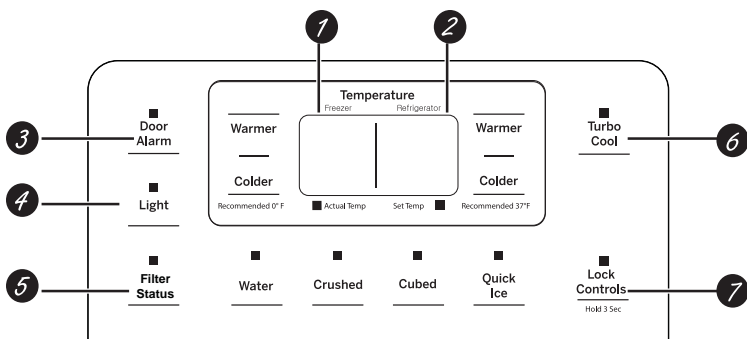 1
2
Temperature
Freezer Refrigerator
3
Door
Alarm
Warmer
Warmer
Turbo
Cool
6
4
Light
Colder
Colder
Recommended 0° F
Actual Temp
Set Temp
Recommended 37°F
5
Filter
Status
Water
Crushed
Cubed
Quick
Ice
Lock
Controls
Hold 3 Sec
7